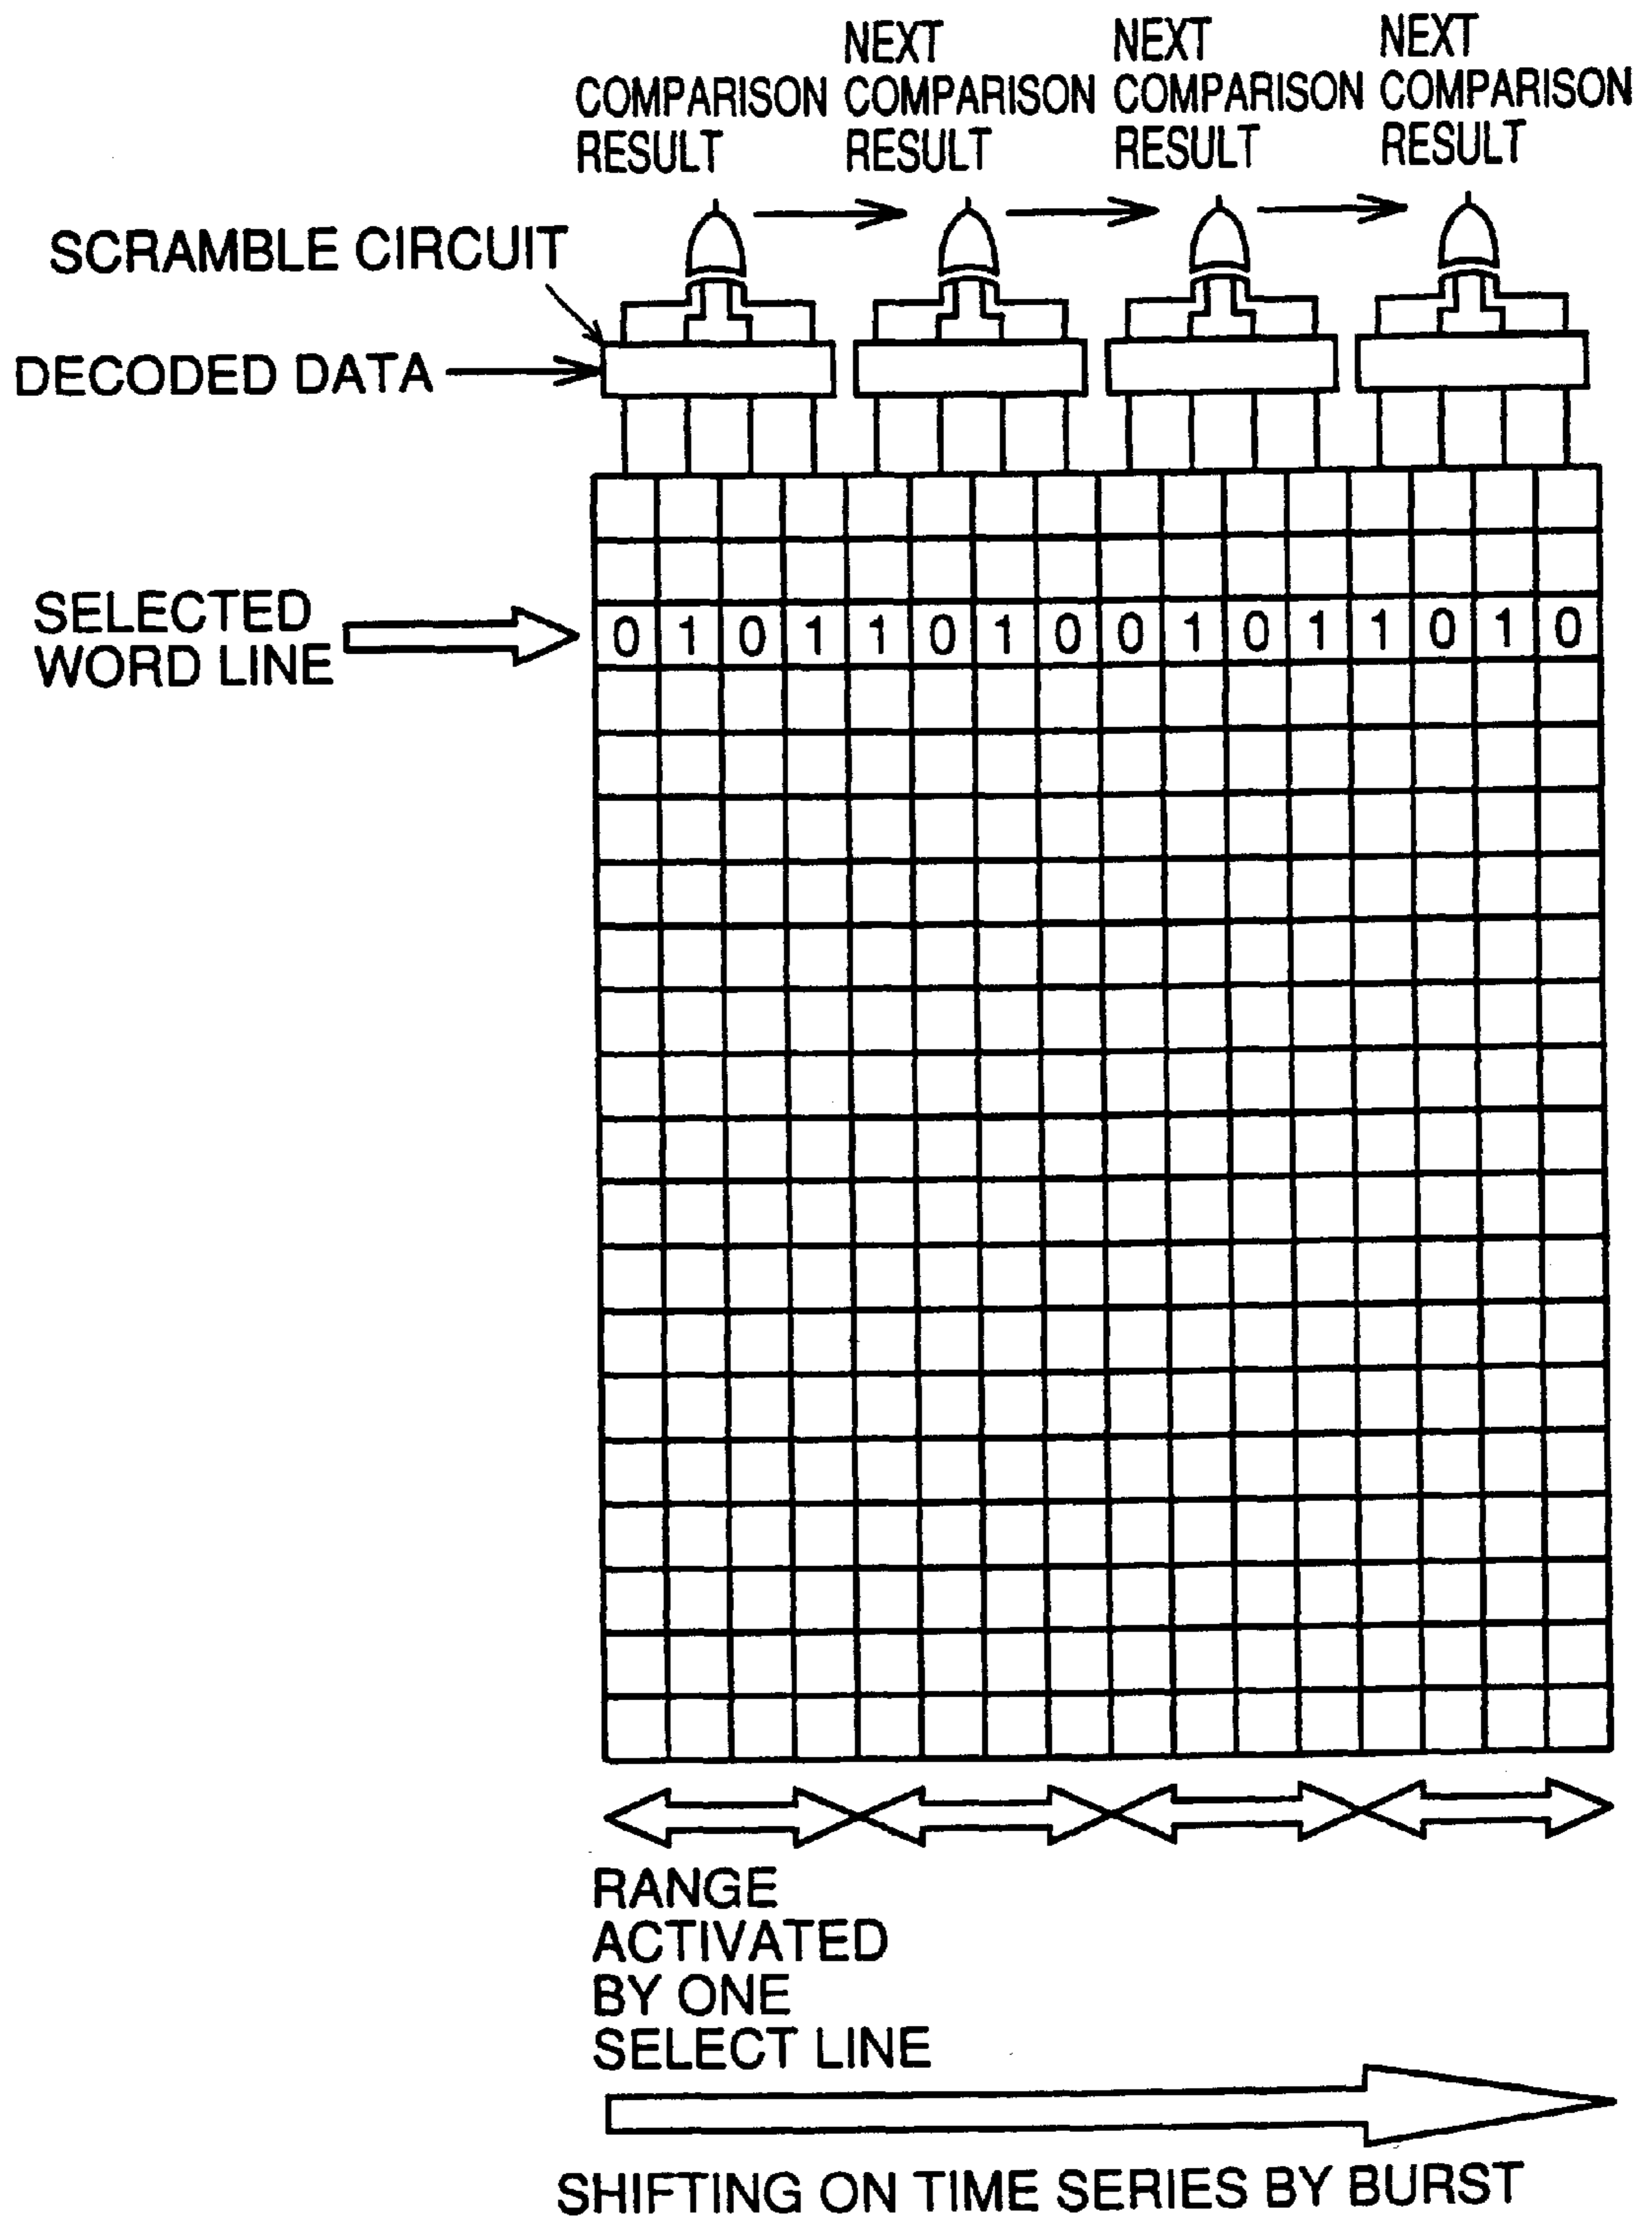 COMPARISON
RESULT
NEXT
COMPARISON
RESULT
NEXT
COMPARISON
RESULT
NEXT
COMPARISON
RESULT
SCRAMBLE CIRCUIT
DECODED DATA
SELECTED
WORD LINE
0 1 0 1 1 0 1 0 0 1 0 1 1 0 1 0
RANGE
ACTIVATED
BY ONE
SELECT LINE
SHIFTING ON TIME SERIES BY BURST